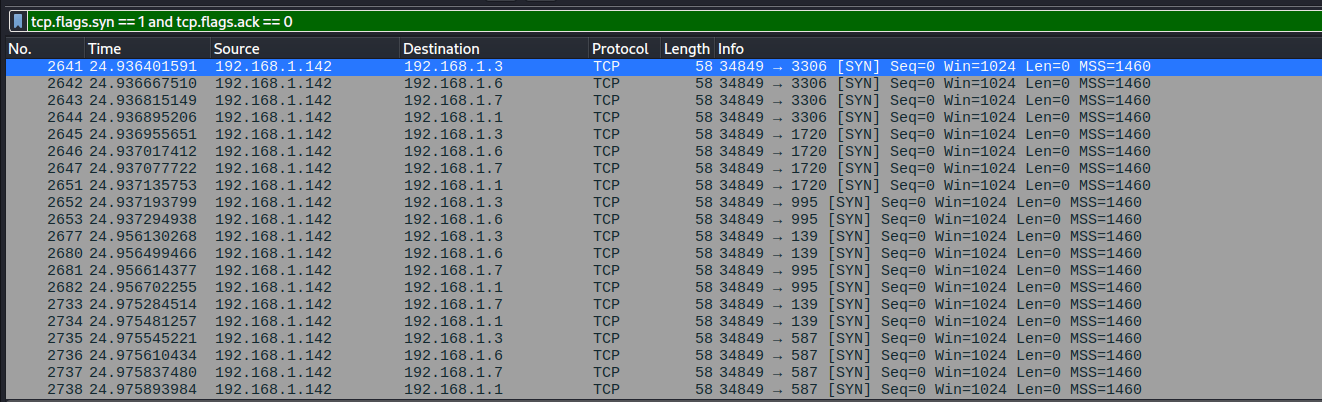 tcp.flags.syn == 1 and tcp.flags.ack == 0
No. Time Source Destination Protocol Length Info
2641 24.936401591 192.168.1.142 192.168.1.3 TCP 58 34849 → 3306 [SYN] Seq=0 Win=1024 Len=0 MSS=1460
2642 24.936667510 192.168.1.142 192.168.1.6 TCP 58 34849 → 3306 [SYN] Seq=0 Win=1024 Len=0 MSS=1460
2643 24.936815149 192.168.1.142 192.168.1.7 TCP 58 34849 → 3306 [SYN] Seq=0 Win=1024 Len=0 MSS=1460
2644 24.936895206 192.168.1.142 192.168.1.1 TCP 58 34849 → 3306 [SYN] Seq=0 Win=1024 Len=0 MSS=1460
2645 24.936955651 192.168.1.142 192.168.1.3 TCP 58 34849 → 1720 [SYN] Seq=0 Win=1024 Len=0 MSS=1460
2646 24.937017412 192.168.1.142 192.168.1.6 TCP 58 34849 → 1720 [SYN] Seq=0 Win=1024 Len=0 MSS=1460
2647 24.937077722 192.168.1.142 192.168.1.7 TCP 58 34849 → 1720 [SYN] Seq=0 Win=1024 Len=0 MSS=1460
2651 24.937135753 192.168.1.142 192.168.1.1 TCP 58 34849 → 1720 [SYN] Seq=0 Win=1024 Len=0 MSS=1460
2652 24.937193799 192.168.1.142 192.168.1.3 TCP 58 34849 → 995 [SYN] Seq=0 Win=1024 Len=0 MSS=1460
2653 24.937294938 192.168.1.142 192.168.1.6 TCP 58 34849 → 995 [SYN] Seq=0 Win=1024 Len=0 MSS=1460
2677 24.956130268 192.168.1.142 192.168.1.3 TCP 58 34849 → 139 [SYN] Seq=0 Win=1024 Len=0 MSS=1460
2680 24.956499466 192.168.1.142 192.168.1.6 TCP 58 34849 → 139 [SYN] Seq=0 Win=1024 Len=0 MSS=1460
2681 24.956614377 192.168.1.142 192.168.1.7 TCP 58 34849 → 995 [SYN] Seq=0 Win=1024 Len=0 MSS=1460
2682 24.956702255 192.168.1.142 192.168.1.1 TCP 58 34849 → 995 [SYN] Seq=0 Win=1024 Len=0 MSS=1460
2733 24.975284514 192.168.1.142 192.168.1.7 TCP 58 34849 → 139 [SYN] Seq=0 Win=1024 Len=0 MSS=1460
2734 24.975481257 192.168.1.142 192.168.1.1 TCP 58 34849 → 139 [SYN] Seq=0 Win=1024 Len=0 MSS=1460
2735 24.975545221 192.168.1.142 192.168.1.3 TCP 58 34849 → 587 [SYN] Seq=0 Win=1024 Len=0 MSS=1460
2736 24.975610434 192.168.1.142 192.168.1.6 TCP 58 34849 → 587 [SYN] Seq=0 Win=1024 Len=0 MSS=1460
2737 24.975837480 192.168.1.142 192.168.1.7 TCP 58 34849 → 587 [SYN] Seq=0 Win=1024 Len=0 MSS=1460
2738 24.975893984 192.168.1.142 192.168.1.1 TCP 58 34849 → 587 [SYN] Seq=0 Win=1024 Len=0 MSS=1460